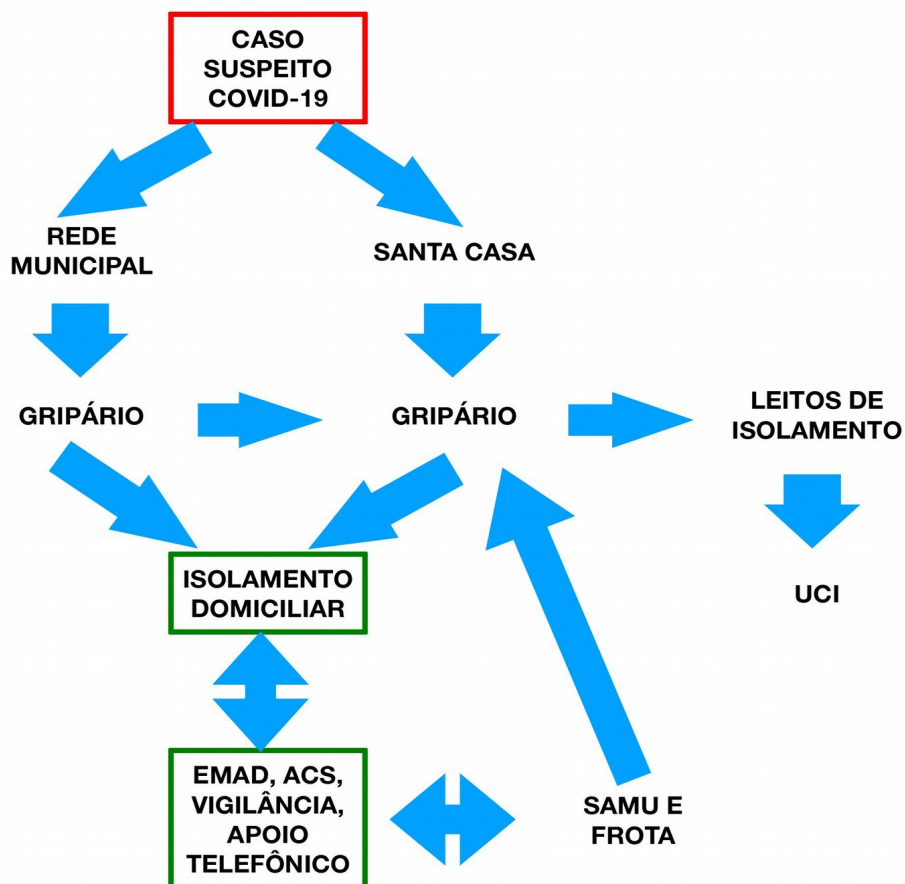 CASO
SUSPEITO
COVID-19
REDE
MUNICIPAL
SANTA CASA
GRIPÁRIO
GRIPÁRIO
LEITOS DE
ISOLAMENTO
ISOLAMENTO
DOMICILIAR
UCI
EMAD, ACS,
VIGILÂNCIA,
APOIO
TELEFÔNICO
SAMU E
FROTA